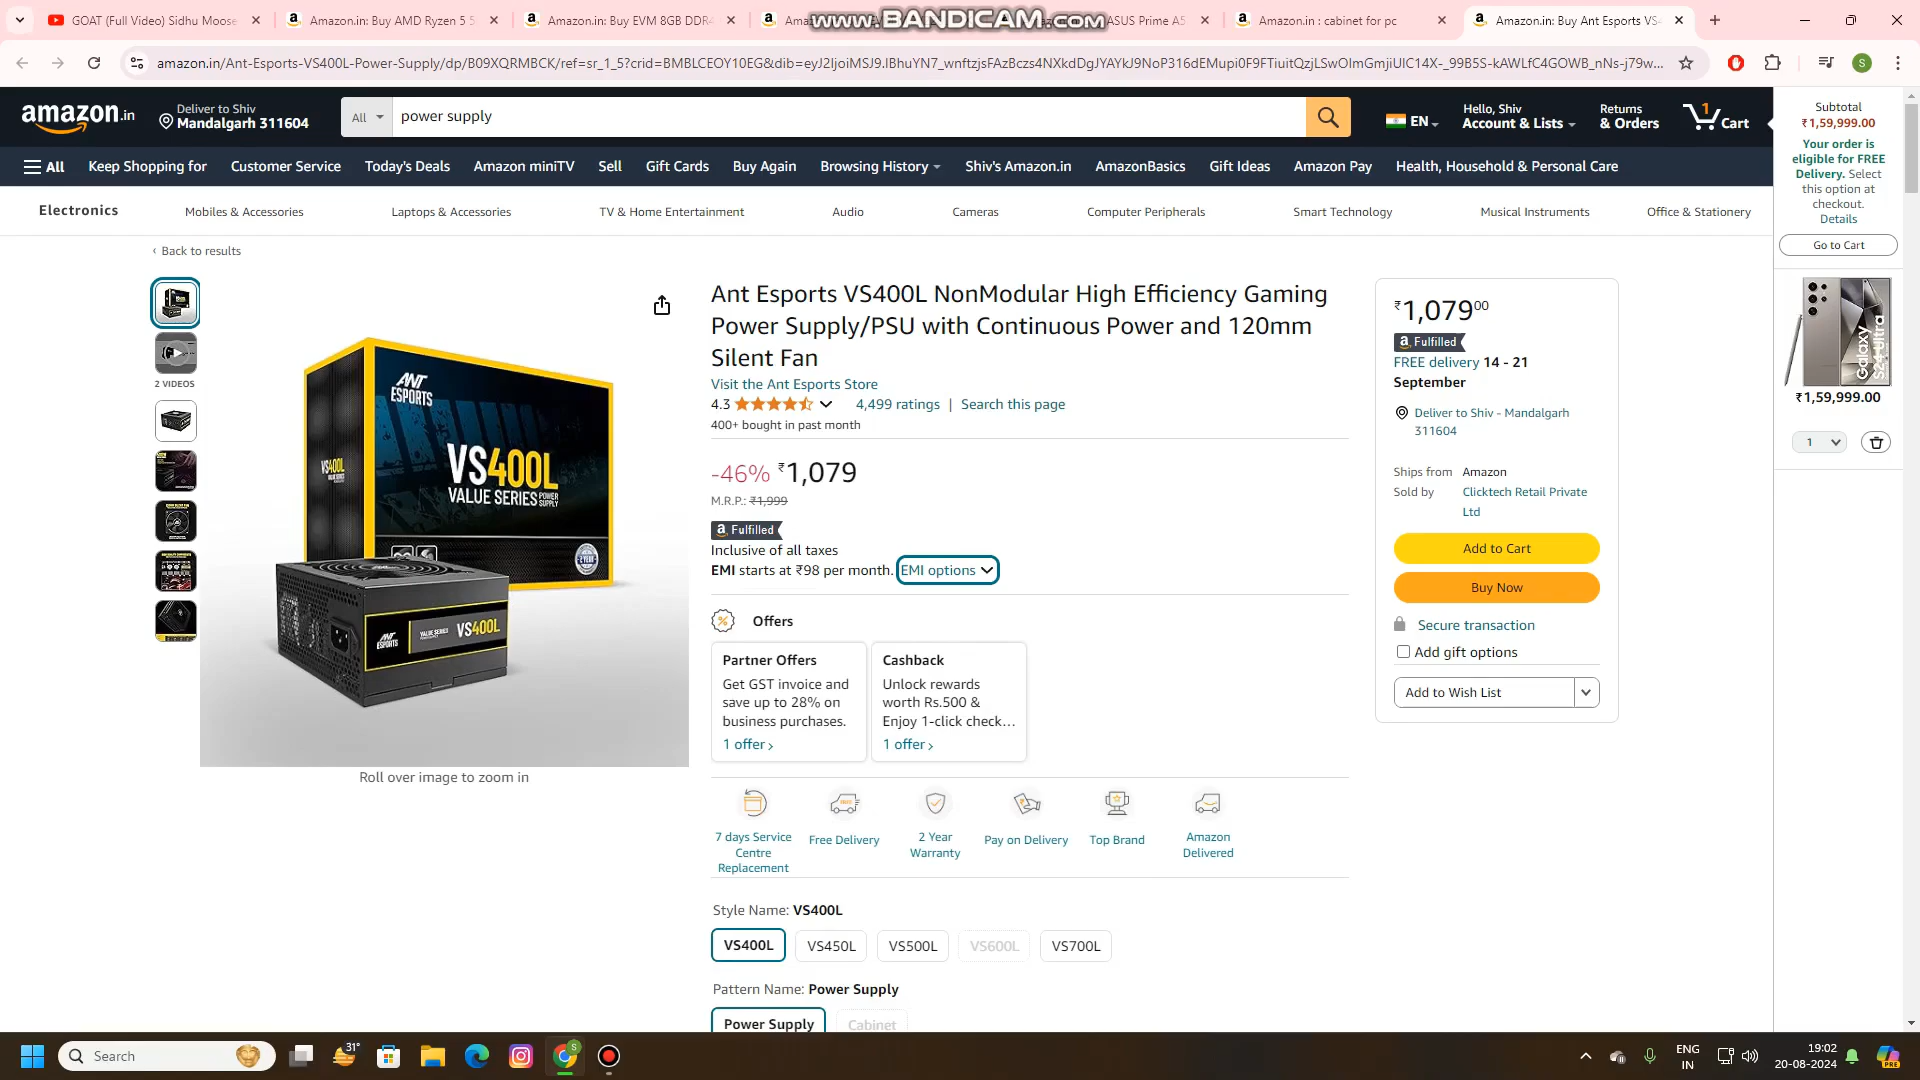 GOAT (Full Video) Sidhu Moose
Amazon.in: Buy AMD Ryzen 5 5
Amazon.in: Buy EVM 8GB DDR4
www.BANDICAM.com
ASUS Prime A5
Amazon.in : cabinet for pc
Amazon.in: Buy Ant Esports VS4
amazon.in/Ant-Esports-VS400L-Power-Supply/dp/B09XQRMBCK/ref=sr_1_5?crid=BMBLCEOY10EG&dib=eyJ2IjoiMSJ9.IBhuYN7_wnftzjsFAzBczs4NXkdDgJYAYkJ9NoP316dEMupi0F9FTiuitQzjLSwOImGmjiUIC14X-_99B5S-kAWLfC4GOWB_nNs-j79w...
S
amazon.in
Deliver to Shiv
Mandalgarh 311604
All
power supply
EN
Hello, Shiv
Account & Lists
Returns
& Orders
1
Cart
All
Keep Shopping for
Customer Service
Today's Deals
Amazon miniTV
Sell
Gift Cards
Buy Again
Browsing History
Shiv's Amazon.in
AmazonBasics
Gift Ideas
Amazon Pay
Health, Household & Personal Care
Electronics
Mobiles & Accessories
Laptops & Accessories
TV & Home Entertainment
Audio
Cameras
Computer Peripherals
Smart Technology
Musical Instruments
Office & Stationery
‹ Back to results
2 VIDEOS
ANT ESPORTS
VS400L
VALUE SERIES POWER SUPPLY
VS400L
ANT ESPORTS
VALUE SERIES
VS400L
Roll over image to zoom in
Ant Esports VS400L NonModular High Efficiency Gaming
Power Supply/PSU with Continuous Power and 120mm
Silent Fan
Visit the Ant Esports Store
4.3
4,499 ratings | Search this page
400+ bought in past month
-46% ₹1,079
M.R.P.: ₹1,999
a Fulfilled
Inclusive of all taxes
EMI starts at ₹98 per month. EMI options
Offers
Partner Offers
Get GST invoice and
save up to 28% on
business purchases.
1 offer ›
Cashback
Unlock rewards
worth Rs.500 &
Enjoy 1-click check…
1 offer ›
7 days Service
Centre
Replacement
Free Delivery
2 Year
Warranty
Pay on Delivery
Top Brand
Amazon
Delivered
Style Name: VS400L
VS400L
VS450L
VS500L
VS600L
VS700L
Pattern Name: Power Supply
Power Supply
Cabinet
₹1,079 00
a Fulfilled
FREE delivery 14 - 21
September
Deliver to Shiv - Mandalgarh
311604
Ships from Amazon
Sold by Clicktech Retail Private
Ltd
Add to Cart
Buy Now
Secure transaction
Add gift options
Add to Wish List
Subtotal
₹1,59,999.00
Your order is
eligible for FREE
Delivery. Select
this option at
checkout.
Details
Go to Cart
Galaxy
S24 Ultra
₹1,59,999.00
1
Search
31°
ENG
IN
19:02
20-08-2024
PRE